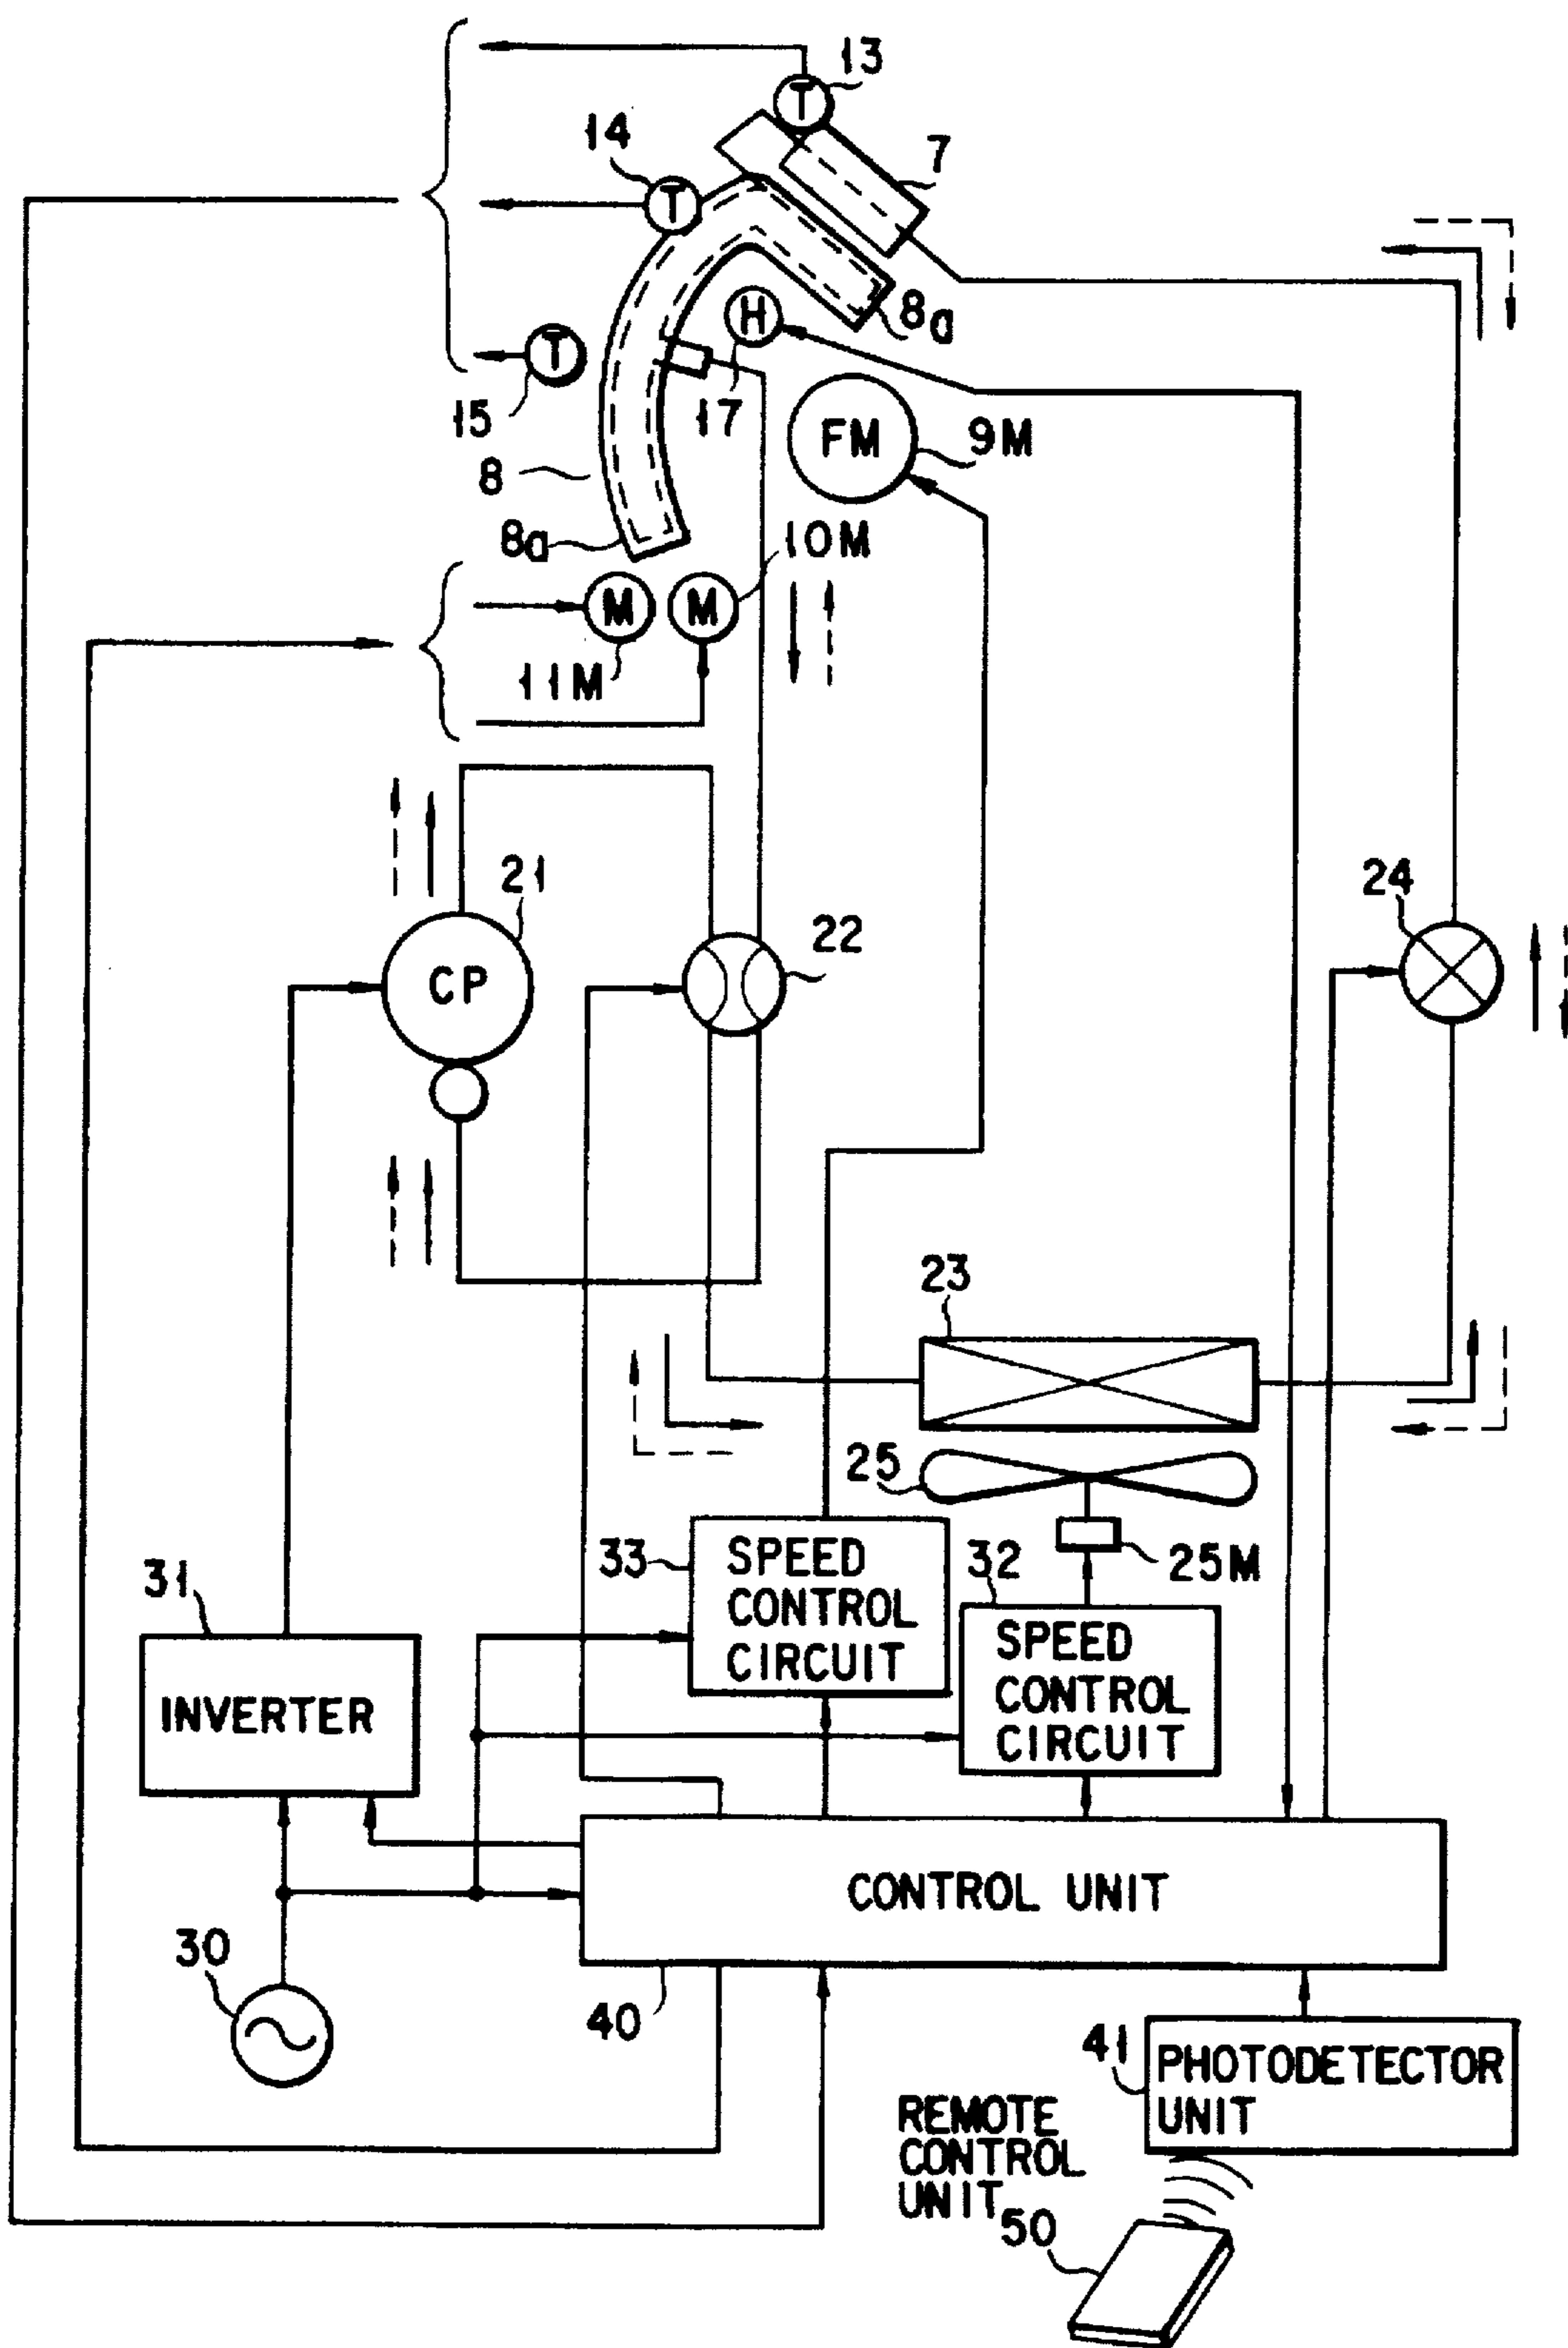 13
T
14
7
T
H
8a
T
15
17
FM
9M
8
8a
10M
M
M
11M
21
24
22
CP
23
25
33
SPEED
CONTROL
CIRCUIT
32
25M
31
SPEED
CONTROL
CIRCUIT
INVERTER
CONTROL UNIT
30
40
41
PHOTODETECTOR
UNIT
REMOTE
CONTROL
UNIT
50